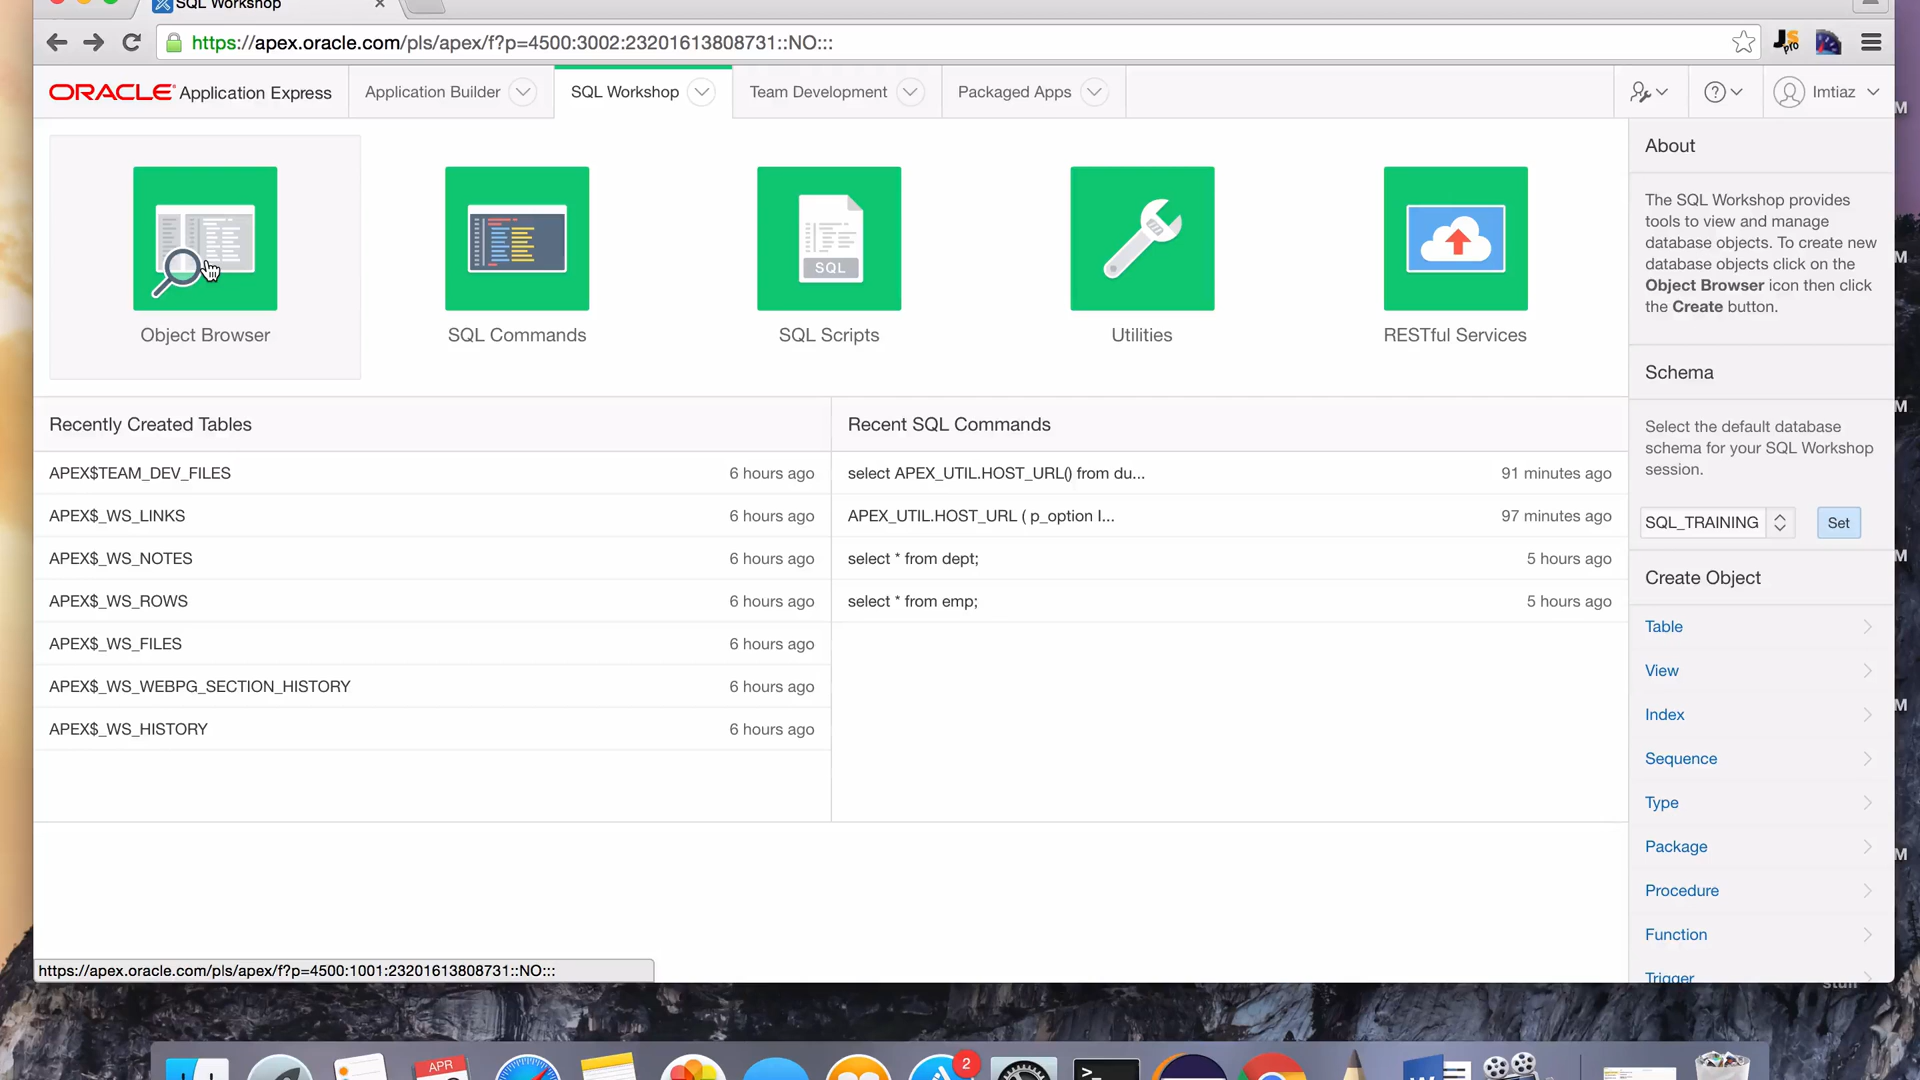 SQL Workshop
https://apex.oracle.com/pls/apex/f?p=4500:3002:23201613808731::NO:::
JS
pro
ORACLE Application Express
Application Builder
SQL Workshop
Team Development
Packaged Apps
Imtiaz
Object Browser
SQL
SQL Commands
SQL Scripts
Utilities
RESTful Services
Recently Created Tables
APEX$TEAM_DEV_FILES 6 hours ago
APEX$_WS_LINKS 6 hours ago
APEX$_WS_NOTES 6 hours ago
APEX$_WS_ROWS 6 hours ago
APEX$_WS_FILES 6 hours ago
APEX$_WS_WEBPG_SECTION_HISTORY 6 hours ago
APEX$_WS_HISTORY 6 hours ago
Recent SQL Commands
select APEX_UTIL.HOST_URL() from du... 91 minutes ago
APEX_UTIL.HOST_URL ( p_option I... 97 minutes ago
select * from dept; 5 hours ago
select * from emp; 5 hours ago
About
The SQL Workshop provides
tools to view and manage
database objects. To create new
database objects click on the
Object Browser icon then click
the Create button.
Schema
Select the default database
schema for your SQL Workshop
session.
SQL_TRAINING Set
Create Object
Table
View
Index
Sequence
Type
Package
Procedure
Function
Trigger
M
M
M
M
M
M
https://apex.oracle.com/pls/apex/f?p=4500:1001:23201613808731::NO:::
stuff
APR
2
>_
W